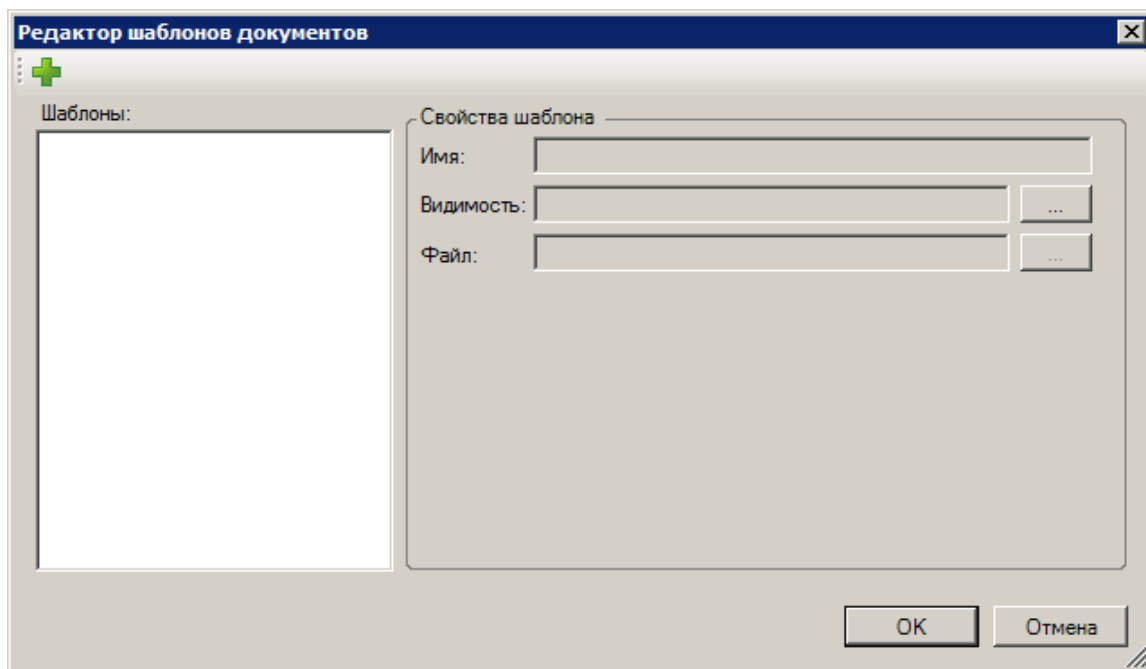 Редактор шаблонов документов
Шаблоны:
Свойства шаблона
Имя:
Видимость: ...
Файл: ...
OK Отмена